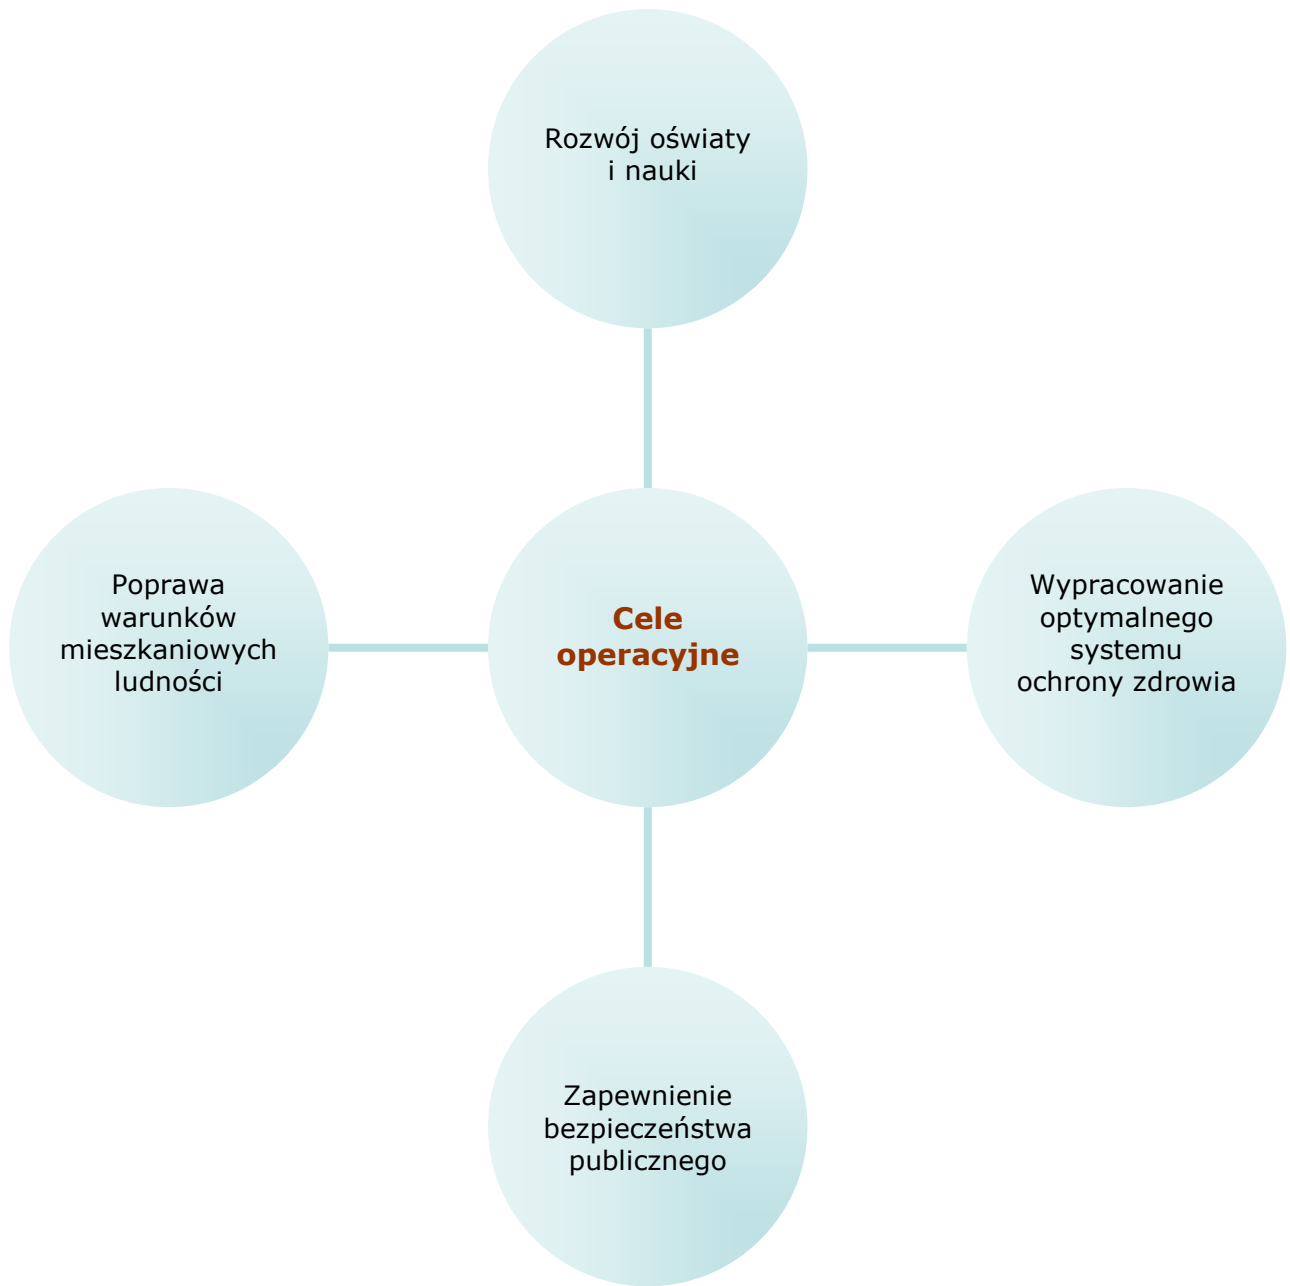 Rozwój oświaty
i nauki
Poprawa
warunków
mieszkaniowych
ludności
Cele
operacyjne
Wypracowanie
optymalnego
systemu
ochrony zdrowia
Zapewnienie
bezpieczeństwa
publicznego